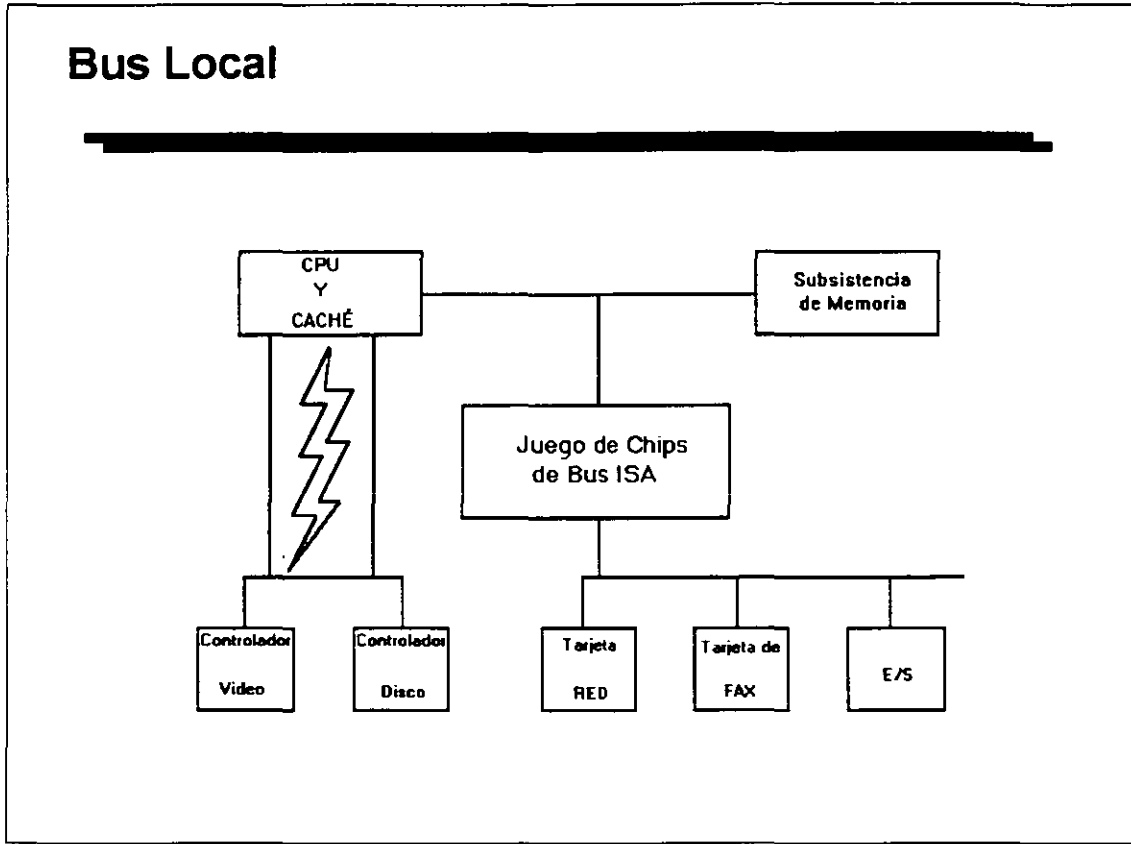 Bus Local
CPU
Y
CACHÉ
Subsistencia
de Memoria
Juego de Chips
de Bus ISA
Controlador
Video
Controlador
Disco
Tarjeta
RED
Tarjeta de
FAX
E/S